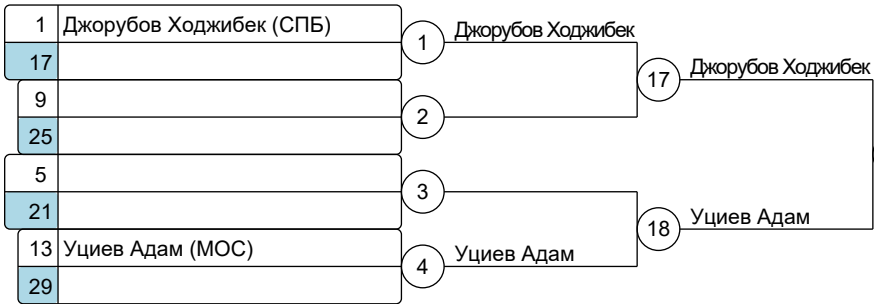 1 Джорубов Ходжибек (СПБ)
17
1 Джорубов Ходжибек
9
25
2
17 Джорубов Ходжибек
5
21
3
13 Уциев Адам (МОС)
29
4 Уциев Адам
18 Уциев Адам